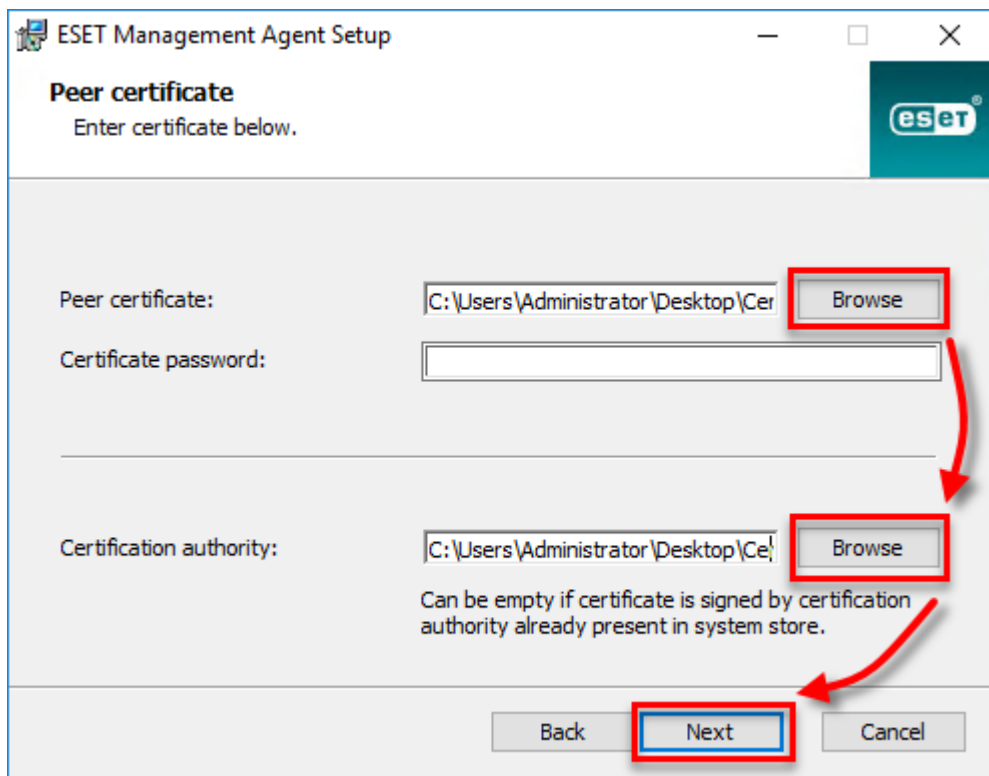 ESET Management Agent Setup
Peer certificate
Enter certificate below.
eset®
Peer certificate:
C:\Users\Administrator\Desktop\Cer
Browse
Certificate password:
Certification authority:
C:\Users\Administrator\Desktop\Ce
Browse
Can be empty if certificate is signed by certification
authority already present in system store.
Back
Next
Cancel